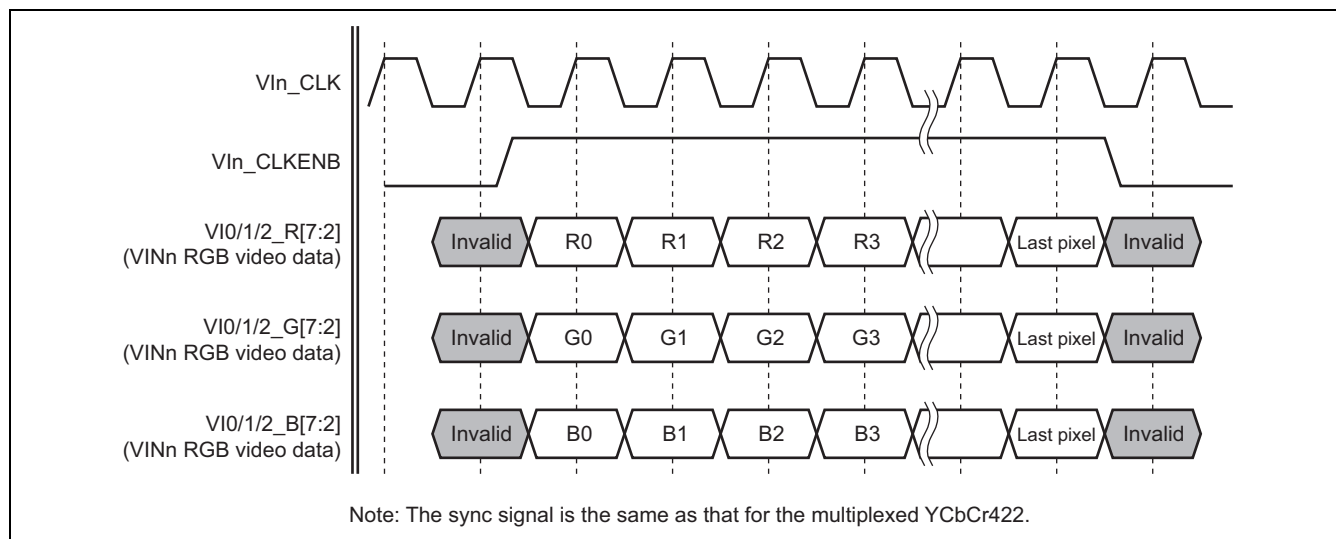 VIn_CLK
VIn_CLKENB
VI0/1/2_R[7:2]
(VINn RGB video data)
Invalid R0 R1 R2 R3 Last pixel Invalid
VI0/1/2_G[7:2]
(VINn RGB video data)
Invalid G0 G1 G2 G3 Last pixel Invalid
VI0/1/2_B[7:2]
(VINn RGB video data)
Invalid B0 B1 B2 B3 Last pixel Invalid
Note: The sync signal is the same as that for the multiplexed YCbCr422.